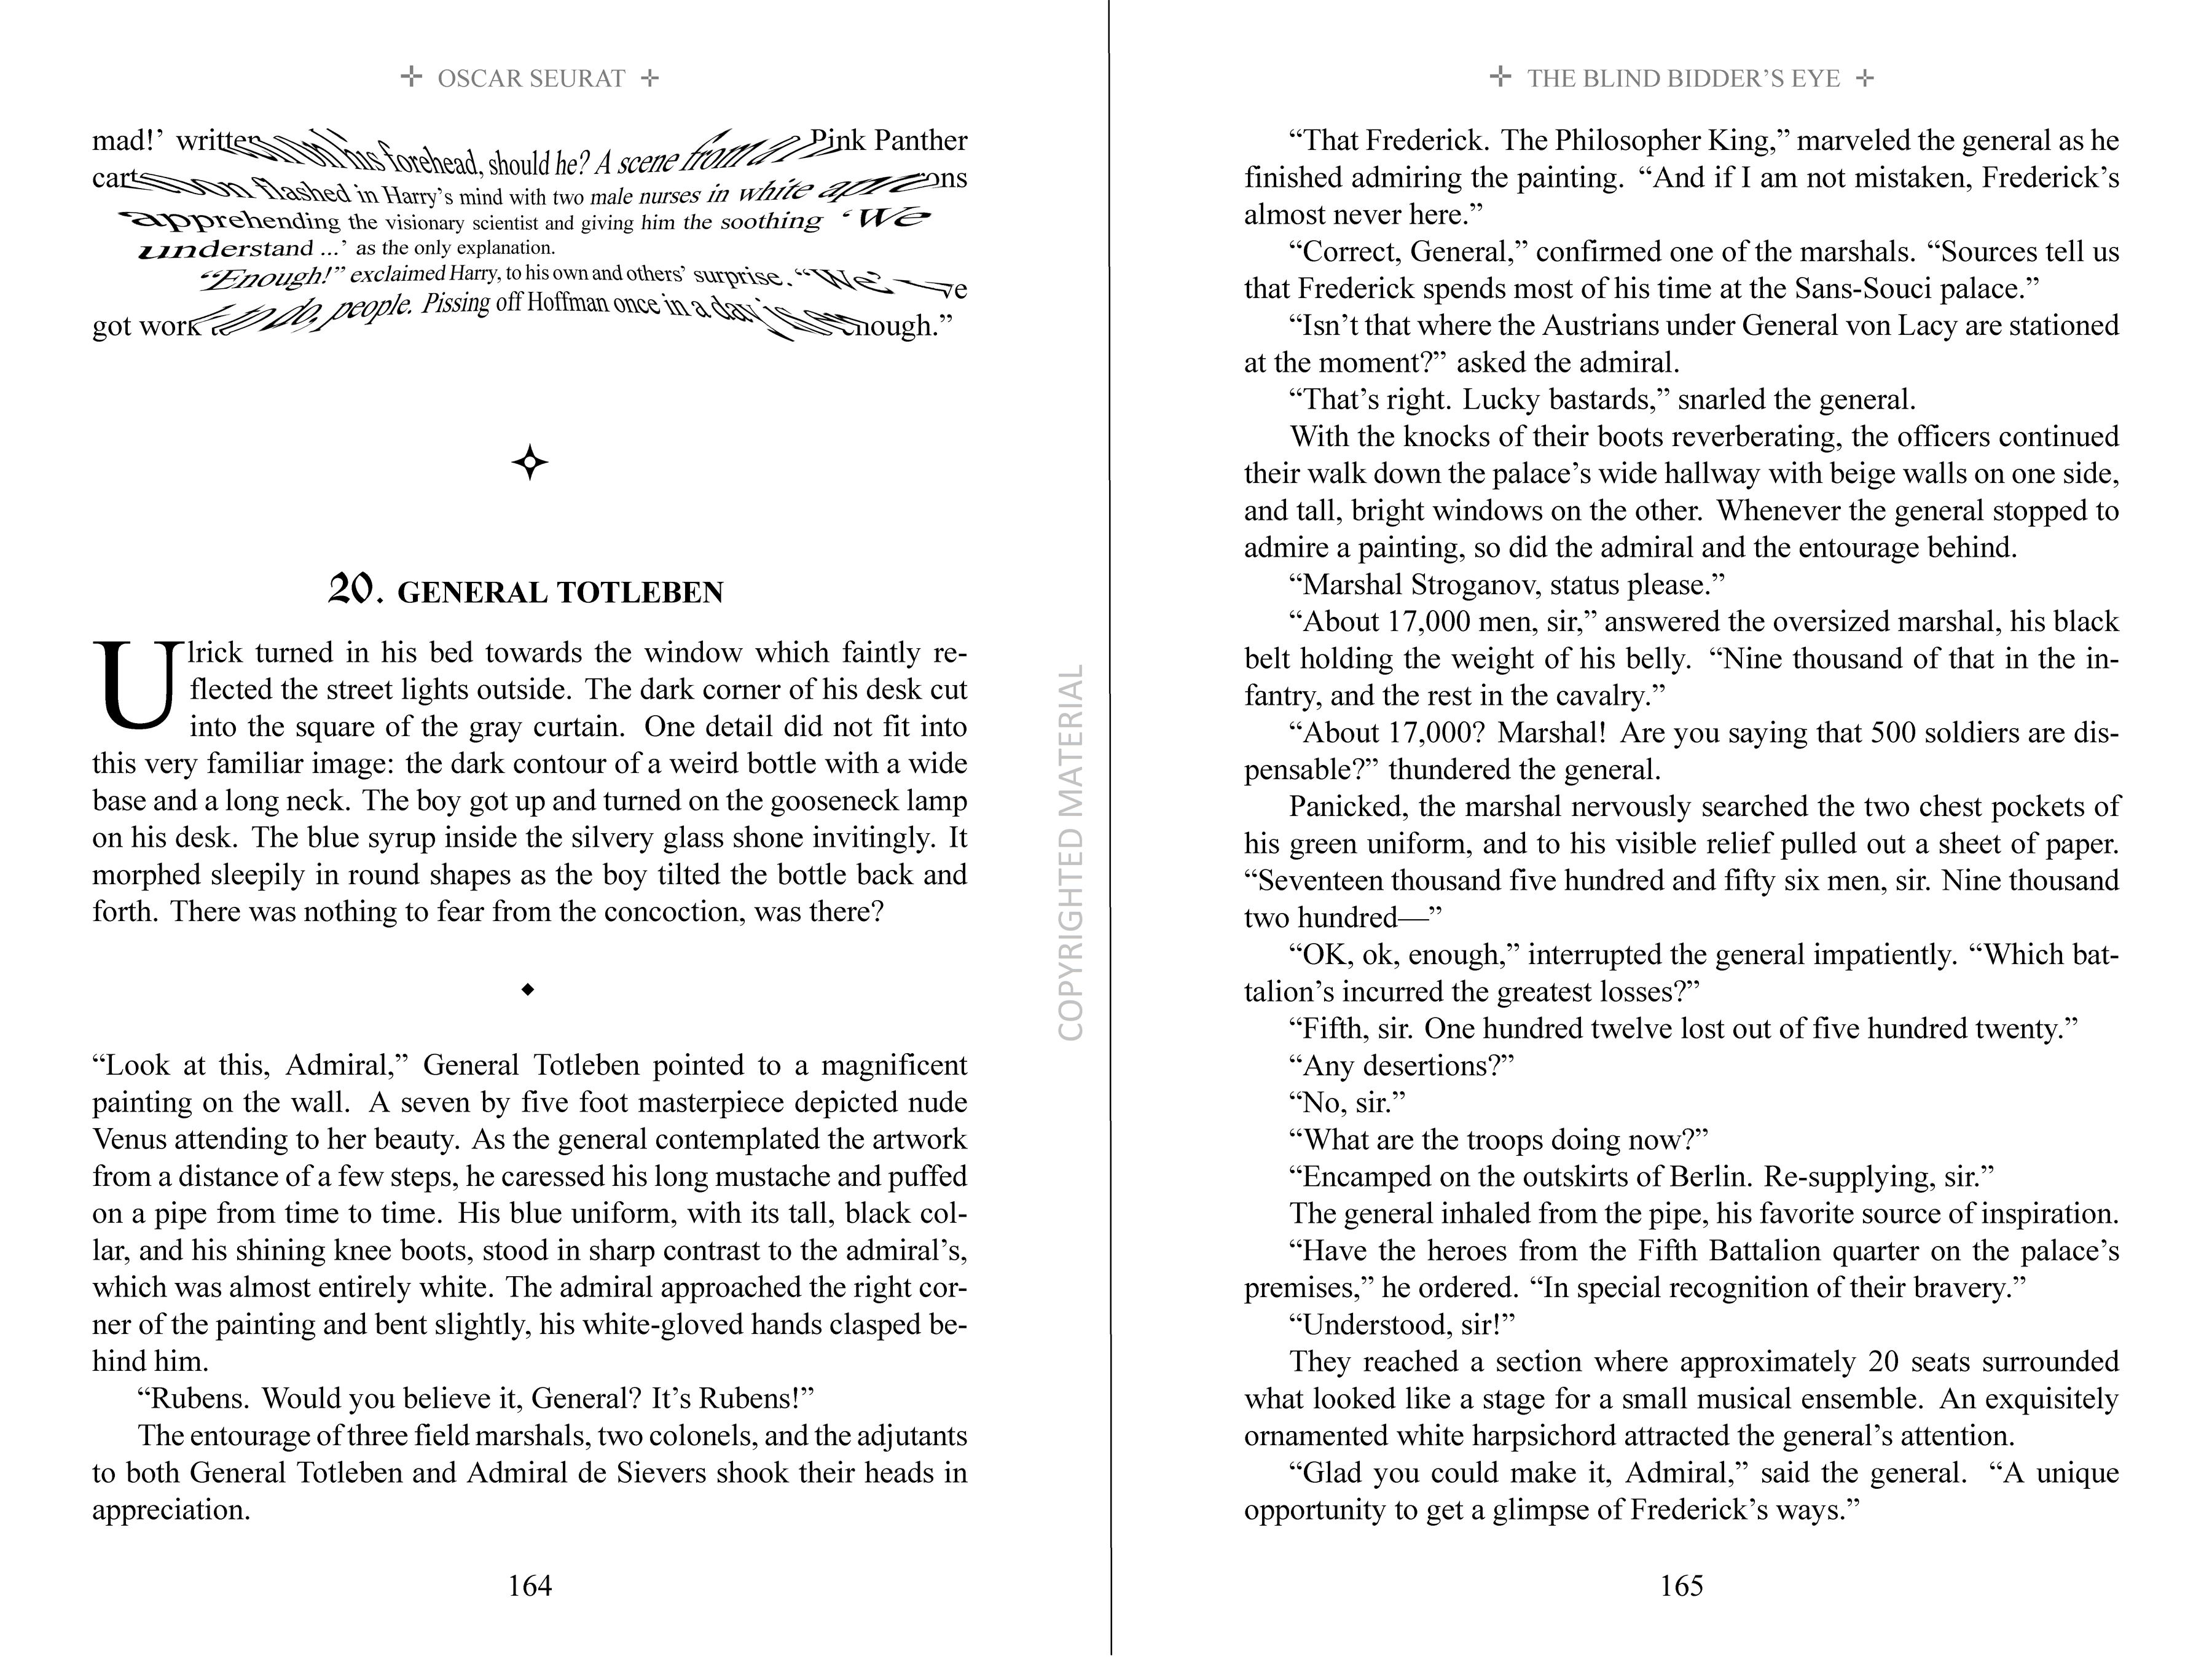 OSCAR SEURAT
mad!’ written on his forehead, should he? A scene from a Pink Panther
cartoon flashed in Harry’s mind with two male nurses in white aprons
apprehending the visionary scientist and giving him the soothing ‘We
understand ...’ as the only explanation.
“Enough!” exclaimed Harry, to his own and others’ surprise. “We’ve
got work to do, people. Pissing off Hoffman once in a day is enough.”
20. GENERAL TOTLEBEN
Ulrick turned in his bed towards the window which faintly re-
flected the street lights outside. The dark corner of his desk cut
into the square of the gray curtain. One detail did not fit into
this very familiar image: the dark contour of a weird bottle with a wide
base and a long neck. The boy got up and turned on the gooseneck lamp
on his desk. The blue syrup inside the silvery glass shone invitingly. It
morphed sleepily in round shapes as the boy tilted the bottle back and
forth. There was nothing to fear from the concoction, was there?
“Look at this, Admiral,” General Totleben pointed to a magnificent
painting on the wall. A seven by five foot masterpiece depicted nude
Venus attending to her beauty. As the general contemplated the artwork
from a distance of a few steps, he caressed his long mustache and puffed
on a pipe from time to time. His blue uniform, with its tall, black col-
lar, and his shining knee boots, stood in sharp contrast to the admiral’s,
which was almost entirely white. The admiral approached the right cor-
ner of the painting and bent slightly, his white-gloved hands clasped be-
hind him.
“Rubens. Would you believe it, General? It’s Rubens!”
The entourage of three field marshals, two colonels, and the adjutants
to both General Totleben and Admiral de Sievers shook their heads in
appreciation.
164
COPYRIGHTED MATERIAL
THE BLIND BIDDER’S EYE
“That Frederick. The Philosopher King,” marveled the general as he
finished admiring the painting. “And if I am not mistaken, Frederick’s
almost never here.”
“Correct, General,” confirmed one of the marshals. “Sources tell us
that Frederick spends most of his time at the Sans-Souci palace.”
“Isn’t that where the Austrians under General von Lacy are stationed
at the moment?” asked the admiral.
“That’s right. Lucky bastards,” snarled the general.
With the knocks of their boots reverberating, the officers continued
their walk down the palace’s wide hallway with beige walls on one side,
and tall, bright windows on the other. Whenever the general stopped to
admire a painting, so did the admiral and the entourage behind.
“Marshal Stroganov, status please.”
“About 17,000 men, sir,” answered the oversized marshal, his black
belt holding the weight of his belly. “Nine thousand of that in the in-
fantry, and the rest in the cavalry.”
“About 17,000? Marshal! Are you saying that 500 soldiers are dis-
pensable?” thundered the general.
Panicked, the marshal nervously searched the two chest pockets of
his green uniform, and to his visible relief pulled out a sheet of paper.
“Seventeen thousand five hundred and fifty six men, sir. Nine thousand
two hundred—”
“OK, ok, enough,” interrupted the general impatiently. “Which bat-
talion’s incurred the greatest losses?”
“Fifth, sir. One hundred twelve lost out of five hundred twenty.”
“Any desertions?”
“No, sir.”
“What are the troops doing now?”
“Encamped on the outskirts of Berlin. Re-supplying, sir.”
The general inhaled from the pipe, his favorite source of inspiration.
“Have the heroes from the Fifth Battalion quarter on the palace’s
premises,” he ordered. “In special recognition of their bravery.”
“Understood, sir!”
They reached a section where approximately 20 seats surrounded
what looked like a stage for a small musical ensemble. An exquisitely
ornamented white harpsichord attracted the general’s attention.
“Glad you could make it, Admiral,” said the general. “A unique
opportunity to get a glimpse of Frederick’s ways.”
165